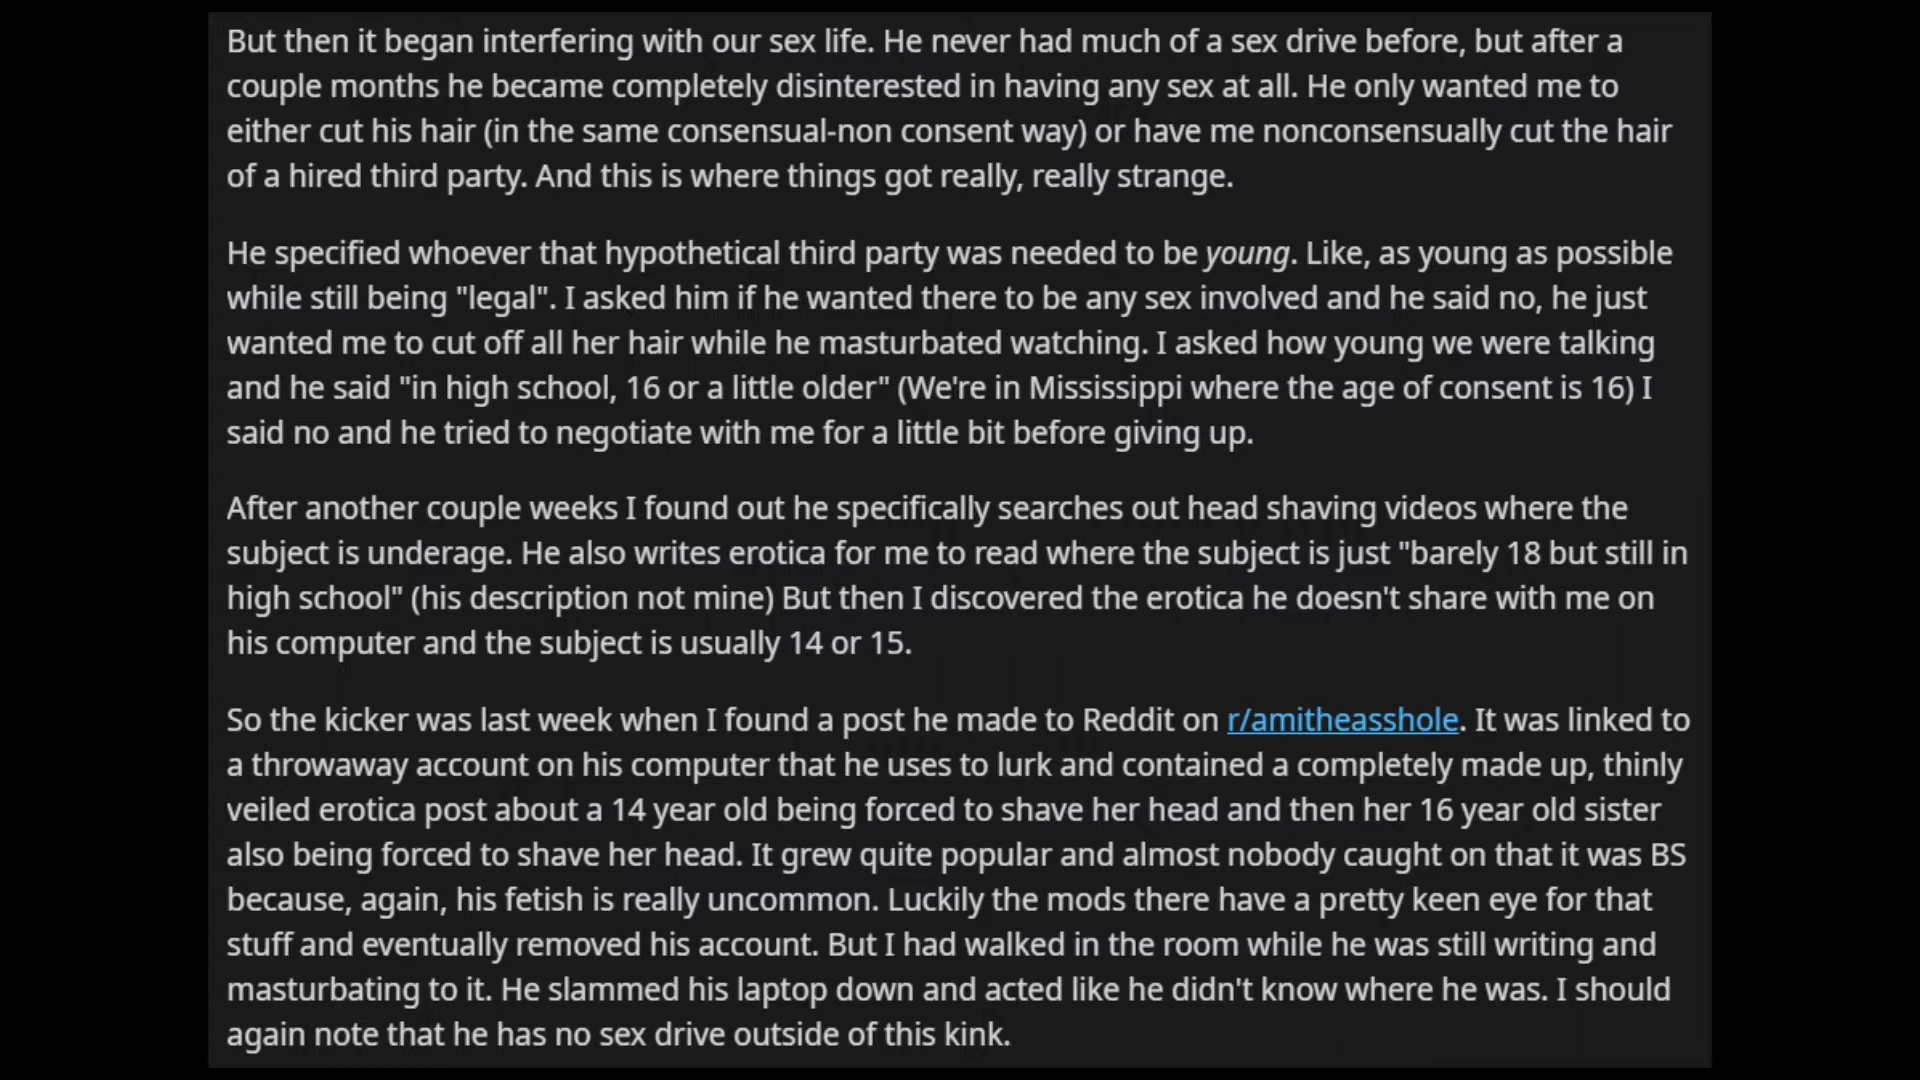 But then it began interfering with our sex life. He never had much of a sex drive before, but after a
couple months he became completely disinterested in having any sex at all. He only wanted me to
either cut his hair (in the same consensual-non consent way) or have me nonconsensually cut the hair
of a hired third party. And this is where things got really, really strange.
He specified whoever that hypothetical third party was needed to be young. Like, as young as possible
while still being "legal". I asked him if he wanted there to be any sex involved and he said no, he just
wanted me to cut off all her hair while he masturbated watching. I asked how young we were talking
and he said "in high school, 16 or a little older" (We're in Mississippi where the age of consent is 16) I
said no and he tried to negotiate with me for a little bit before giving up.
After another couple weeks I found out he specifically searches out head shaving videos where the
subject is underage. He also writes erotica for me to read where the subject is just "barely 18 but still in
high school" (his description not mine) But then I discovered the erotica he doesn't share with me on
his computer and the subject is usually 14 or 15.
So the kicker was last week when I found a post he made to Reddit on r/amitheasshole. It was linked to
a throwaway account on his computer that he uses to lurk and contained a completely made up, thinly
veiled erotica post about a 14 year old being forced to shave her head and then her 16 year old sister
also being forced to shave her head. It grew quite popular and almost nobody caught on that it was BS
because, again, his fetish is really uncommon. Luckily the mods there have a pretty keen eye for that
stuff and eventually removed his account. But I had walked in the room while he was still writing and
masturbating to it. He slammed his laptop down and acted like he didn't know where he was. I should
again note that he has no sex drive outside of this kink.